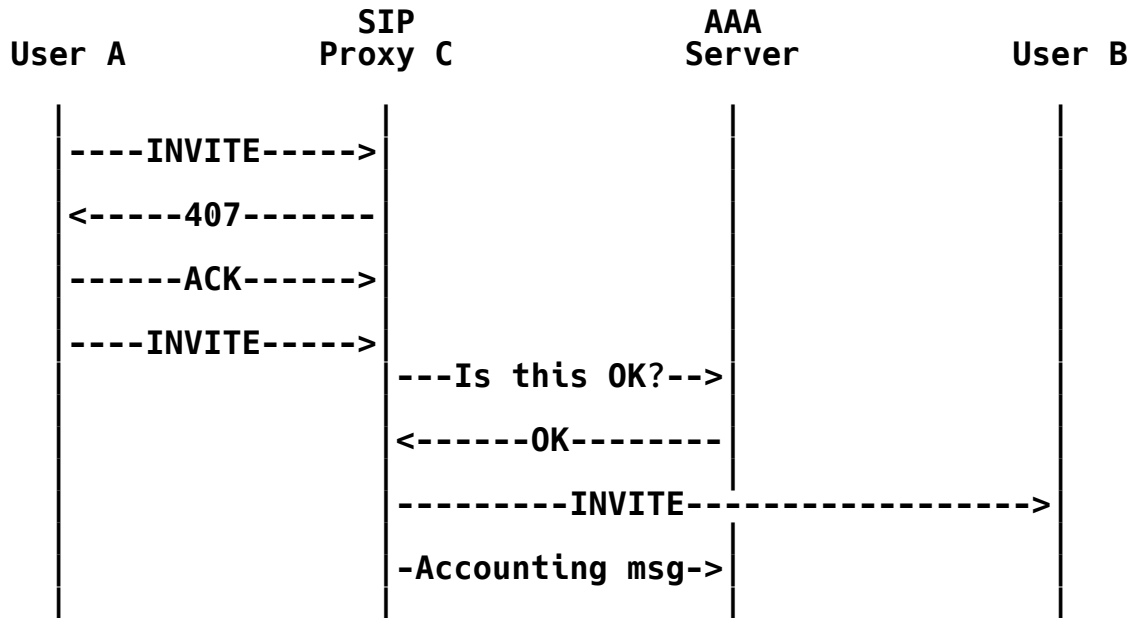 SIP AAA
User A Proxy C Server User B
----INVITE----->
<-----407-------
------ACK------>
----INVITE----->
---Is this OK?-->
<------OK--------
---------INVITE------------------>
-Accounting msg->